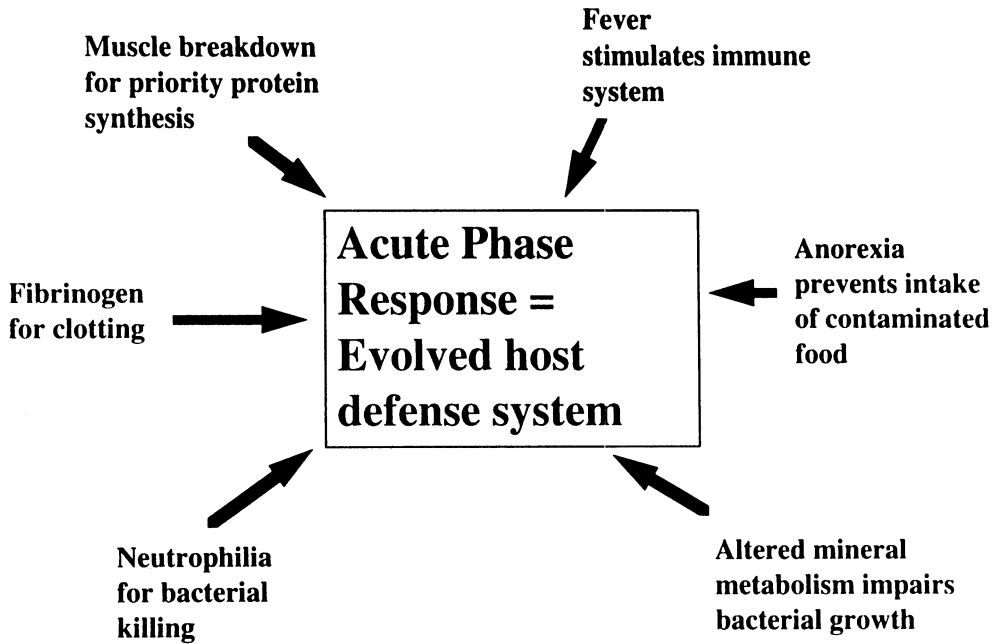 Muscle breakdown
for priority protein
synthesis
Fever
stimulates immune
system
Fibrinogen
for clotting
Acute Phase
Response =
Evolved host
defense system
Anorexia
prevents intake
of contaminated
food
Neutrophilia
for bacterial
killing
Altered mineral
metabolism impairs
bacterial growth